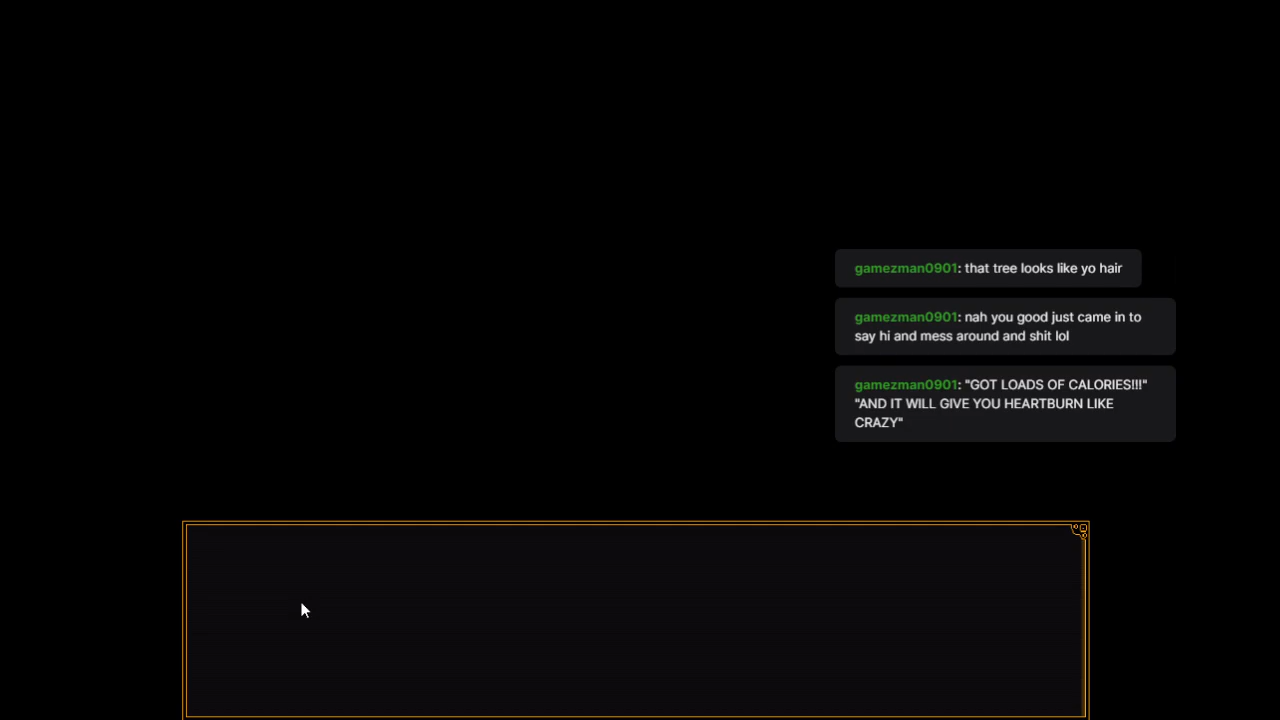 gamezman0901: that tree looks like yo hair
gamezman0901: nah you good just came in to
say hi and mess around and shit lol
gamezman0901: "GOT LOADS OF CALORIES!!!"
"AND IT WILL GIVE YOU HEARTBURN LIKE
CRAZY"